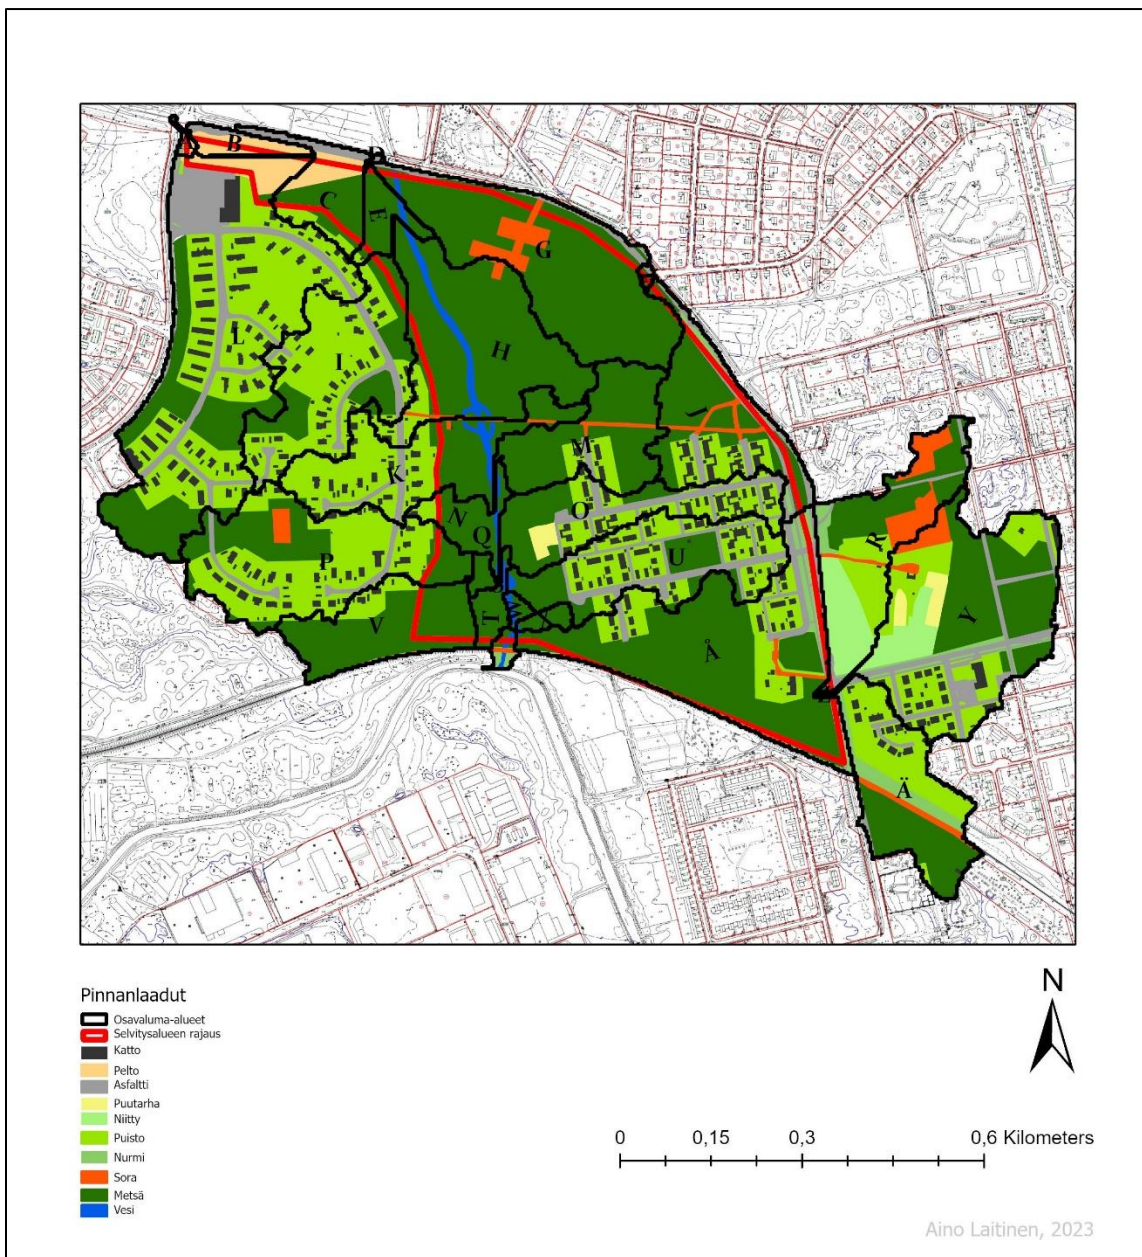 B
C
E
G
H
L
I
J
M
K
N
Q
O
R
U
P
Y
V
T
X
Å
Ä
N
Pinnanlaadut
Osavaluma-alueet
Selvitysalueen rajaus
Katto
Pelto
Asfaltti
Puutarha
Niitty
Puisto
Nurmi
Sora
Metsä
Vesi
0 0,15 0,3 0,6 Kilometers
Aino Laitinen, 2023